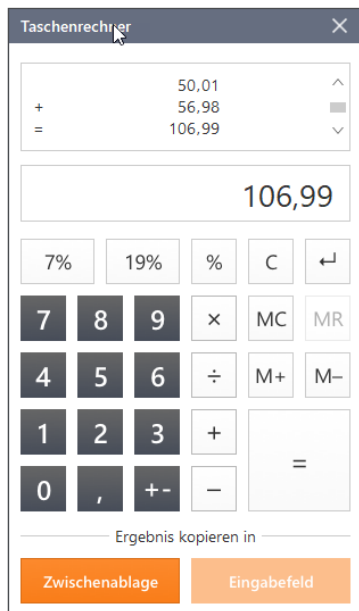 Taschenrechner
50,01
+ 56,98
= 106,99
106,99
7% 19% % C ↵
7 8 9 × MC MR
4 5 6 ÷ M+ M–
1 2 3 +
=
0 , +- –
Ergebnis kopieren in
Zwischenablage Eingabefeld